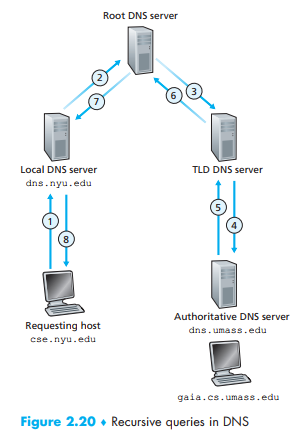 Root DNS server
2
3
7
6
Local DNS server
dns.nyu.edu
TLD DNS server
1
8
5
4
Requesting host
cse.nyu.edu
Authoritative DNS server
dns.umass.edu
gaia.cs.umass.edu
Figure 2.20 ♦ Recursive queries in DNS